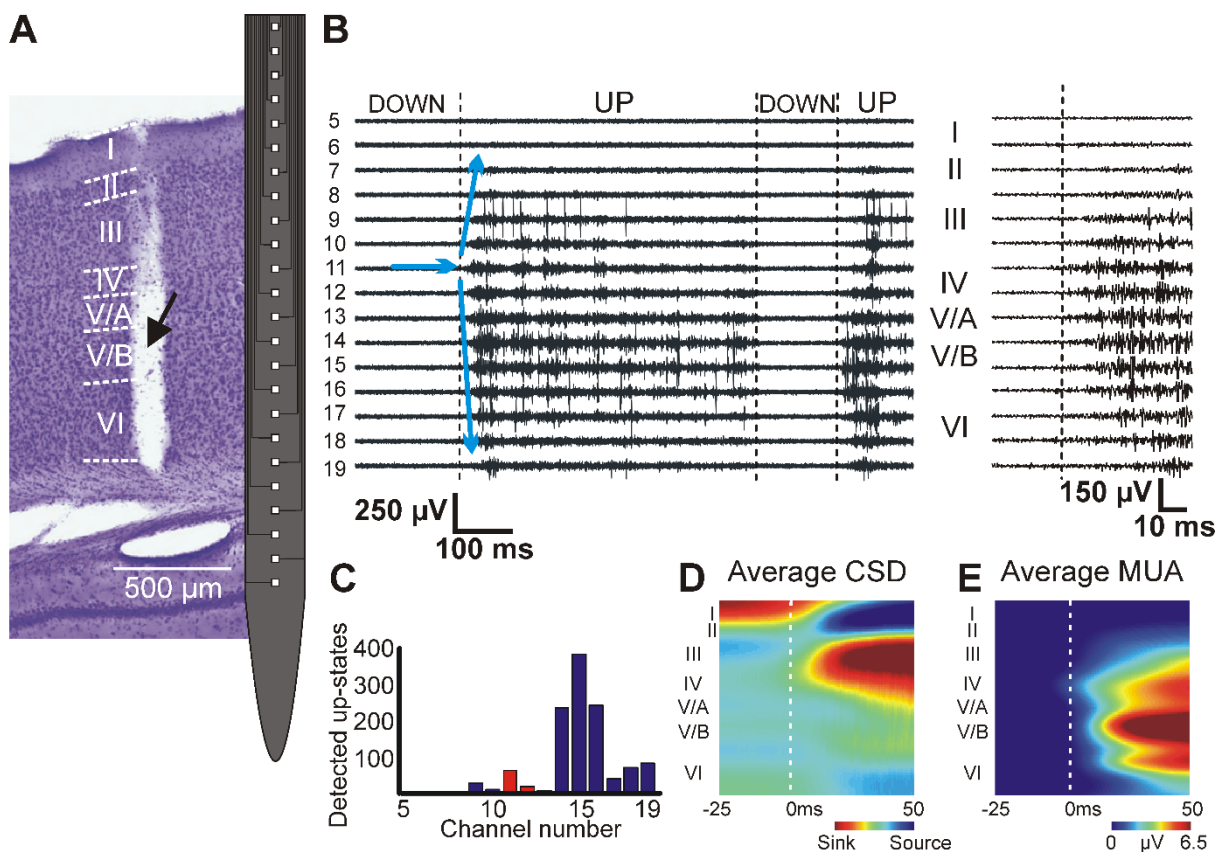 A
I
II
III
IV
V/A
V/B
VI
500 µm
B
DOWN
UP
DOWN
UP
5
6
7
8
9
10
11
12
13
14
15
16
17
18
19
I
II
III
IV
V/A
V/B
VI
250 µV
100 ms
150 µV
10 ms
C
Detected up-states
400
300
200
100
5
10
15
19
Channel number
D Average CSD
I
II
III
IV
V/A
V/B
VI
-25 0ms 50
Sink Source
E Average MUA
I
II
III
IV
V/A
V/B
VI
-25 0ms 50
0 µV 6.5